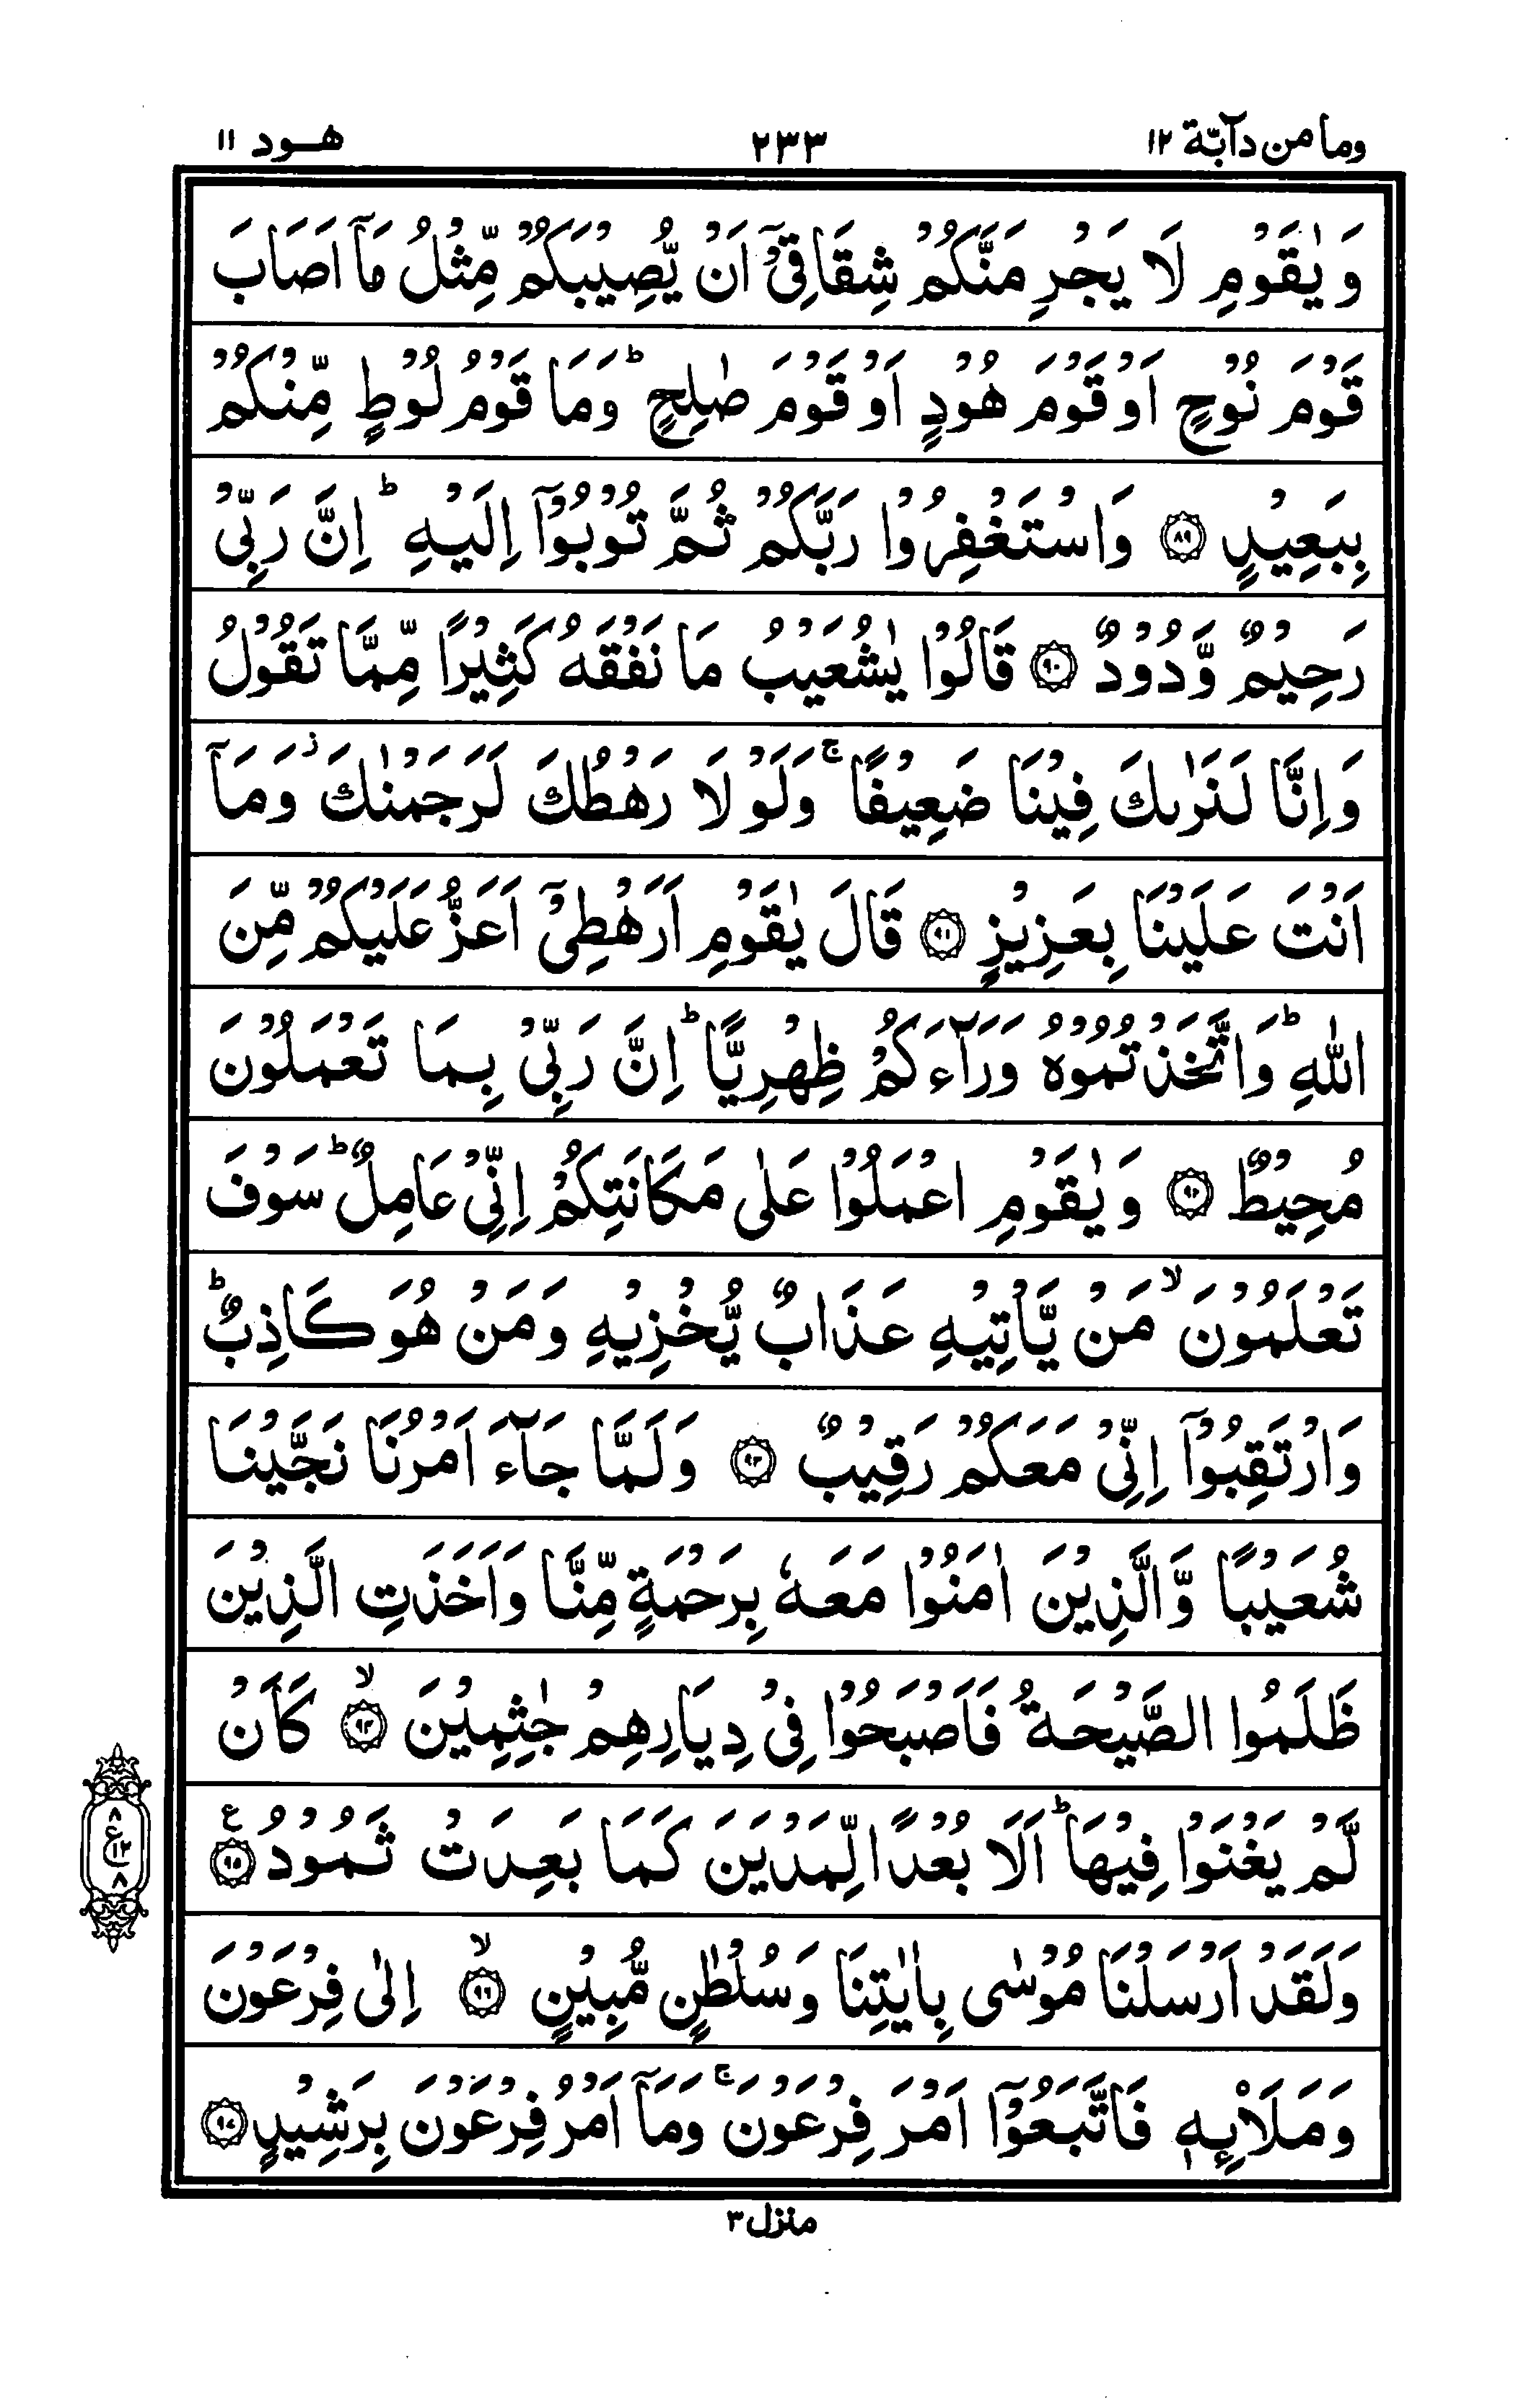 وما من دآبّة ١٢ ٢٣٣ هود ١١
وَ يٰقَوْمِ لَا يَجْرِمَنَّكُمْ شِقَاقِيْۤ اَنْ يُّصِيْبَكُمْ مِّثْلُ مَاۤ اَصَابَ
قَوْمَ نُوْحٍ اَوْ قَوْمَ هُوْدٍ اَوْ قَوْمَ صٰلِحٍ ؕ وَمَا قَوْمُ لُوْطٍ مِّنْكُمْ
بِبَعِيْدٍ ۝٨٩ وَاسْتَغْفِرُوْا رَبَّكُمْ ثُمَّ تُوْبُوْۤا اِلَيْهِ ؕ اِنَّ رَبِّيْ
رَحِيْمٌ وَّدُوْدٌ ۝٩٠ قَالُوْا يٰشُعَيْبُ مَا نَفْقَهُ كَثِيْرًا مِّمَّا تَقُوْلُ
وَاِنَّا لَنَرٰىكَ فِيْنَا ضَعِيْفًا ۚ وَلَوْ لَا رَهْطُكَ لَرَجَمْنٰكَ ؗ وَمَاۤ
اَنْتَ عَلَيْنَا بِعَزِيْزٍ ۝٩١ قَالَ يٰقَوْمِ اَرَهْطِيْۤ اَعَزُّ عَلَيْكُمْ مِّنَ
اللّٰهِ ؕ وَاتَّخَذْتُمُوْهُ وَرَآءَكُمْ ظِهْرِيًّا ؕ اِنَّ رَبِّيْ بِمَا تَعْمَلُوْنَ
مُحِيْطٌ ۝٩٢ وَ يٰقَوْمِ اعْمَلُوْا عَلٰى مَكَانَتِكُمْ اِنِّيْ عَامِلٌ ؕ سَوْفَ
تَعْلَمُوْنَ ۙ مَنْ يَّاْتِيْهِ عَذَابٌ يُّخْزِيْهِ وَمَنْ هُوَ كَاذِبٌ ؕ
وَارْتَقِبُوْۤا اِنِّيْ مَعَكُمْ رَقِيْبٌ ۝٩٣ وَلَمَّا جَآءَ اَمْرُنَا نَجَّيْنَا
شُعَيْبًا وَّالَّذِيْنَ اٰمَنُوْا مَعَهٗ بِرَحْمَةٍ مِّنَّا وَاَخَذَتِ الَّذِيْنَ
ظَلَمُوا الصَّيْحَةُ فَاَصْبَحُوْا فِيْ دِيَارِهِمْ جٰثِمِيْنَ ۝٩٤ ۙ كَاَنْ
لَّمْ يَغْنَوْا فِيْهَا ؕ اَلَا بُعْدًا لِّمَدْيَنَ كَمَا بَعِدَتْ ثَمُوْدُ ۝٩٥ ع
٨ ع ١٢ ٨
وَلَقَدْ اَرْسَلْنَا مُوْسٰى بِاٰيٰتِنَا وَسُلْطٰنٍ مُّبِيْنٍ ۝٩٦ ۙ اِلٰى فِرْعَوْنَ
وَمَلَا۟ئِهٖ فَاتَّبَعُوْۤا اَمْرَ فِرْعَوْنَ ۚ وَمَاۤ اَمْرُ فِرْعَوْنَ بِرَشِيْدٍ ۝٩٧
منزل ٣